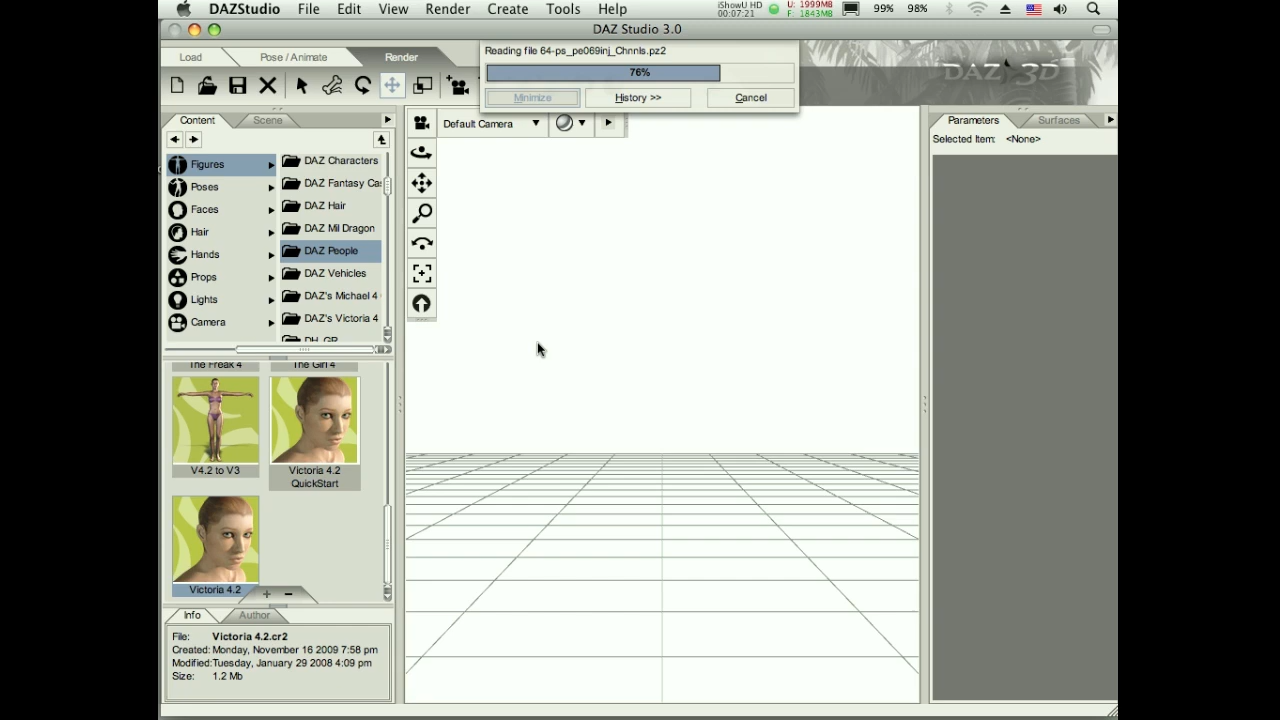 DAZStudio File Edit View Render Create Tools Help iShowU HD 00:07:21 U: 1999MB F: 1843MB 99% 98%
DAZ Studio 3.0
Reading file 64-ps_pe069inj_Chnnls.pz2
Load Pose / Animate Render
76%
DAZ 3D
Minimize History >> Cancel
Content Scene
Default Camera
Parameters Surfaces
Selected Item: <None>
Figures
Poses
Faces
Hair
Hands
Props
Lights
Camera
DAZ Characters
DAZ Fantasy Ca
DAZ Hair
DAZ Mil Dragon
DAZ People
DAZ Vehicles
DAZ's Michael 4
DAZ's Victoria 4
DH_GR
The Freak 4 The Girl 4
V4.2 to V3
Victoria 4.2
QuickStart
Victoria 4.2
Info Author
File: Victoria 4.2.cr2
Created: Monday, November 16 2009 7:58 pm
Modified:Tuesday, January 29 2008 4:09 pm
Size: 1.2 Mb